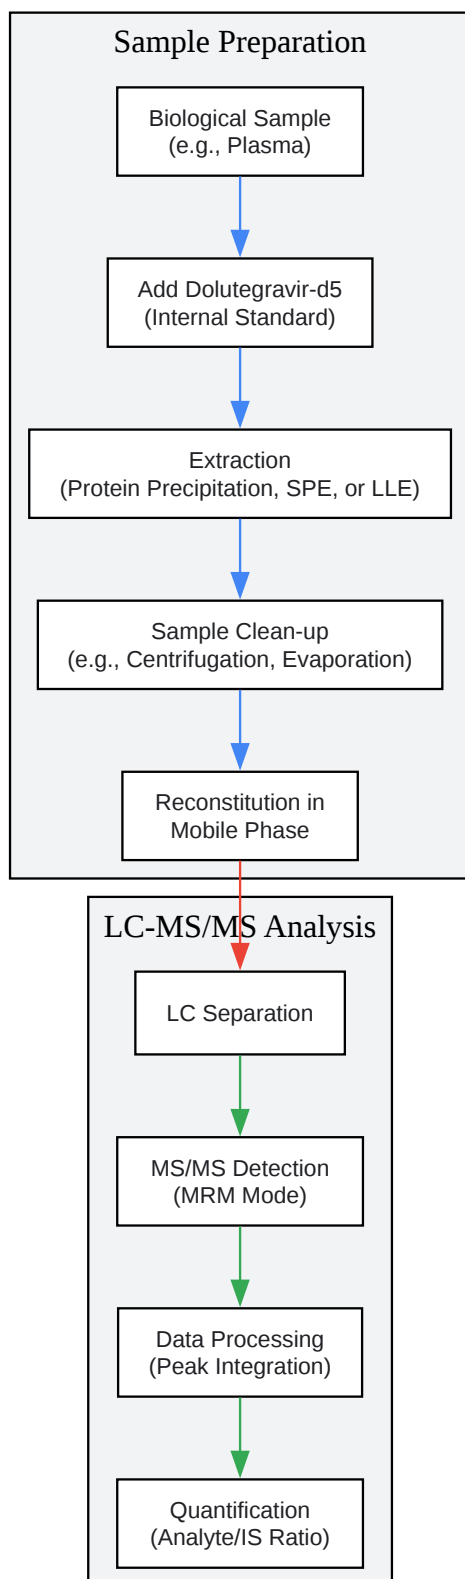 Sample Preparation
Biological Sample
(e.g., Plasma)
Add Dolutegravir-d5
(Internal Standard)
Extraction
(Protein Precipitation, SPE, or LLE)
Sample Clean-up
(e.g., Centrifugation, Evaporation)
Reconstitution in
Mobile Phase
LC-MS/MS Analysis
LC Separation
MS/MS Detection
(MRM Mode)
Data Processing
(Peak Integration)
Quantification
(Analyte/IS Ratio)